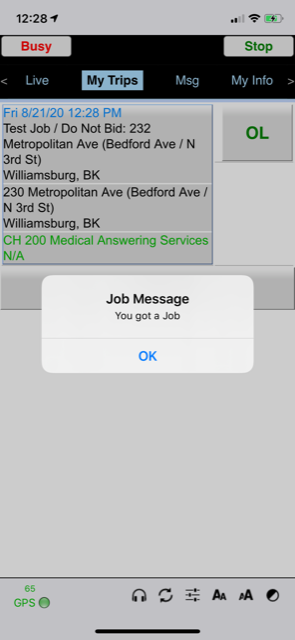 12:28
Busy
Stop
<
Live
My Trips
Msg
My Info
>
Fri 8/21/20 12:28 PM
Test Job / Do Not Bid: 232
Metropolitan Ave (Bedford Ave / N
3rd St)
Williamsburg, BK
OL
230 Metropolitan Ave (Bedford Ave /
N 3rd St)
Williamsburg, BK
CH 200 Medical Answering Services
N/A
Job Message
You got a Job
OK
65
GPS
AA
AA